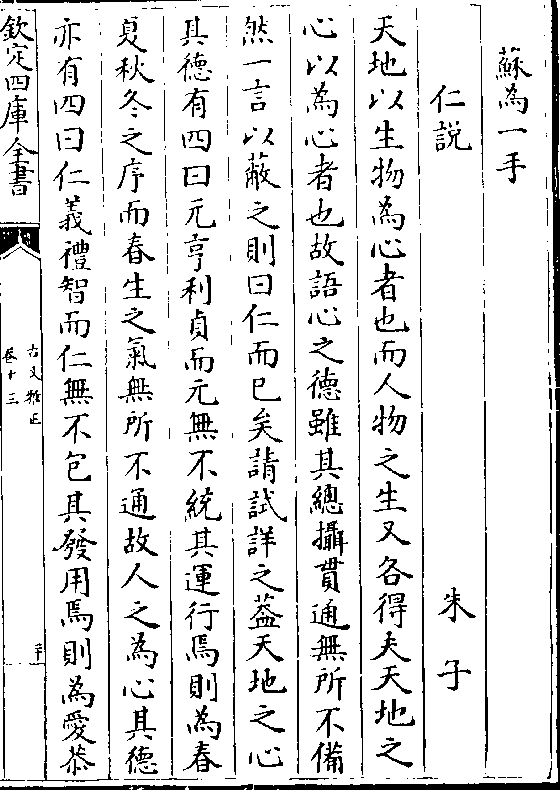 蘇為一手
仁説
朱子
天地以生物為心者也而人物之生又各得夫天地之
心以為心者也故語心之德雖其總攝貫通無所不備
然一言以蔽之則曰仁而已矣請試詳之葢天地之心
其德有四曰元亨利貞而元無不統其運行焉則為春
夏秋冬之序而春生之氣無所不通故人之為心其德
亦有四曰仁義禮智而仁無不包其發用焉則為愛恭
欽定四庫全書
古文雅正
卷十三